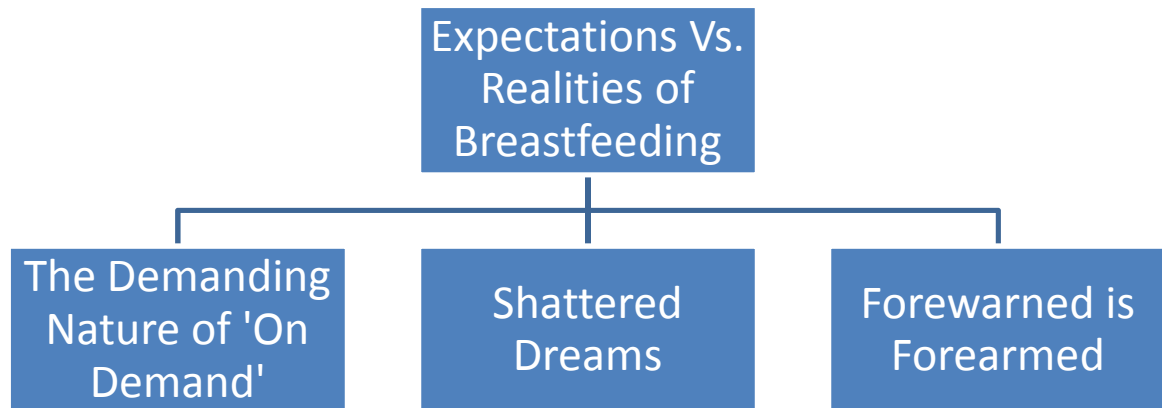 Expectations Vs.
Realities of
Breastfeeding
The Demanding
Nature of 'On
Demand'
Shattered
Dreams
Forewarned is
Forearmed